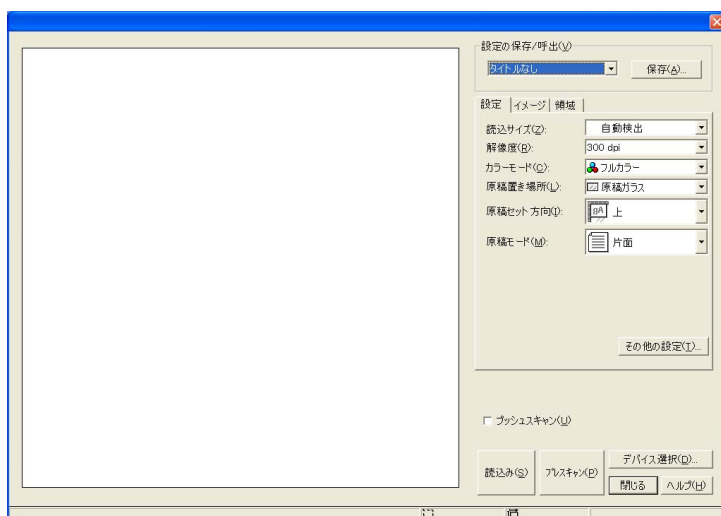 設定の保存/呼出(V)
タイトルなし
保存(A)...
設定 イメージ 領域
読込サイズ(Z): 自動検出
解像度(R): 300 dpi
カラーモード(C): フルカラー
原稿置き場所(L): 原稿ガラス
原稿セット方向(I): 上
原稿モード(M): 片面
その他の設定(T)...
プッシュスキャン(U)
読込み(S)
プレスキャン(P)
デバイス選択(D)...
閉じる
ヘルプ(H)